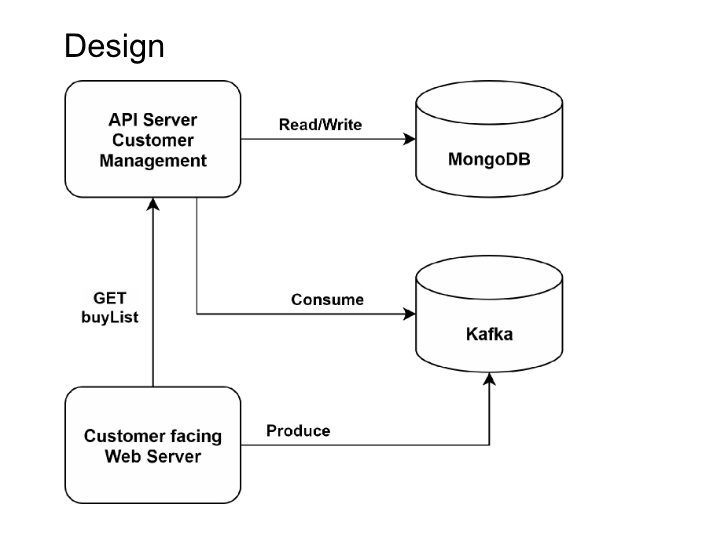 Design
API Server
Customer
Management
Read/Write
MongoDB
GET
buyList
Consume
Kafka
Customer facing
Web Server
Produce